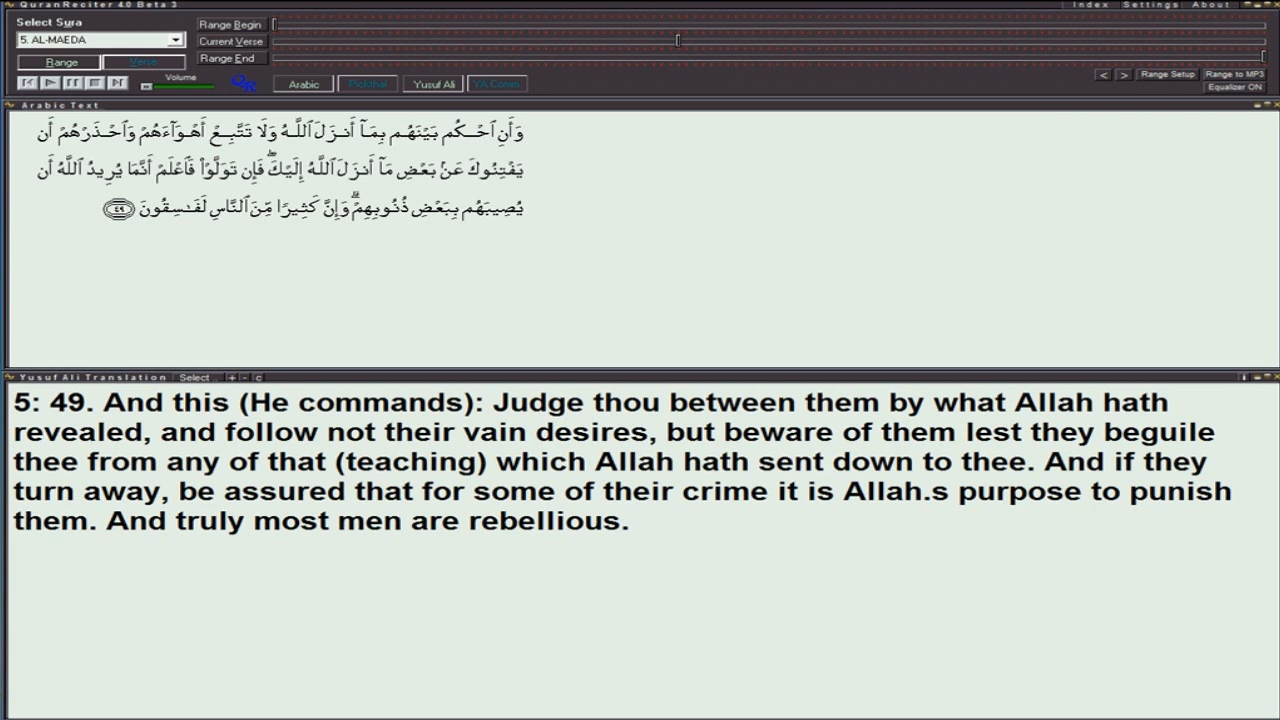 QuranReciter 4.0 Beta 3
Index Settings About
Select Sura
5. AL-MAEDA
Range Verse
Volume
Range Begin
Current Verse
Range End
QR
Arabic Pickthal Yusuf Ali YA Comm
< > Range Setup Range to MP3
Equalizer ON
Arabic Text
وَأَنِ ٱحْكُم بَيْنَهُم بِمَآ أَنزَلَ ٱللَّهُ وَلَا تَتَّبِعْ أَهْوَآءَهُمْ وَٱحْذَرْهُمْ أَن
يَفْتِنُوكَ عَنۢ بَعْضِ مَآ أَنزَلَ ٱللَّهُ إِلَيْكَ ۖ فَإِن تَوَلَّوْا۟ فَٱعْلَمْ أَنَّمَا يُرِيدُ ٱللَّهُ أَن
يُصِيبَهُم بِبَعْضِ ذُنُوبِهِمْ ۗ وَإِنَّ كَثِيرًا مِّنَ ٱلنَّاسِ لَفَـٰسِقُونَ ٤٩
Yusuf Ali Translation Select + - c i
5: 49. And this (He commands): Judge thou between them by what Allah hath
revealed, and follow not their vain desires, but beware of them lest they beguile
thee from any of that (teaching) which Allah hath sent down to thee. And if they
turn away, be assured that for some of their crime it is Allah.s purpose to punish
them. And truly most men are rebellious.